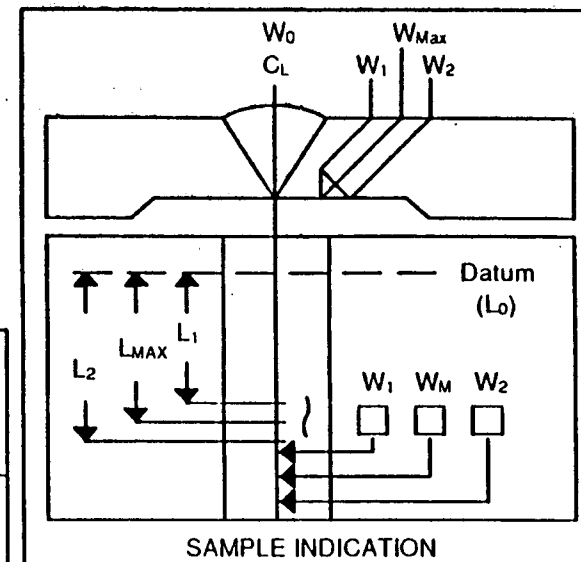 W0 WMax
CL W1 W2
Datum
(L0)
L1
LMAX
L2
W1 WM W2
SAMPLE INDICATION